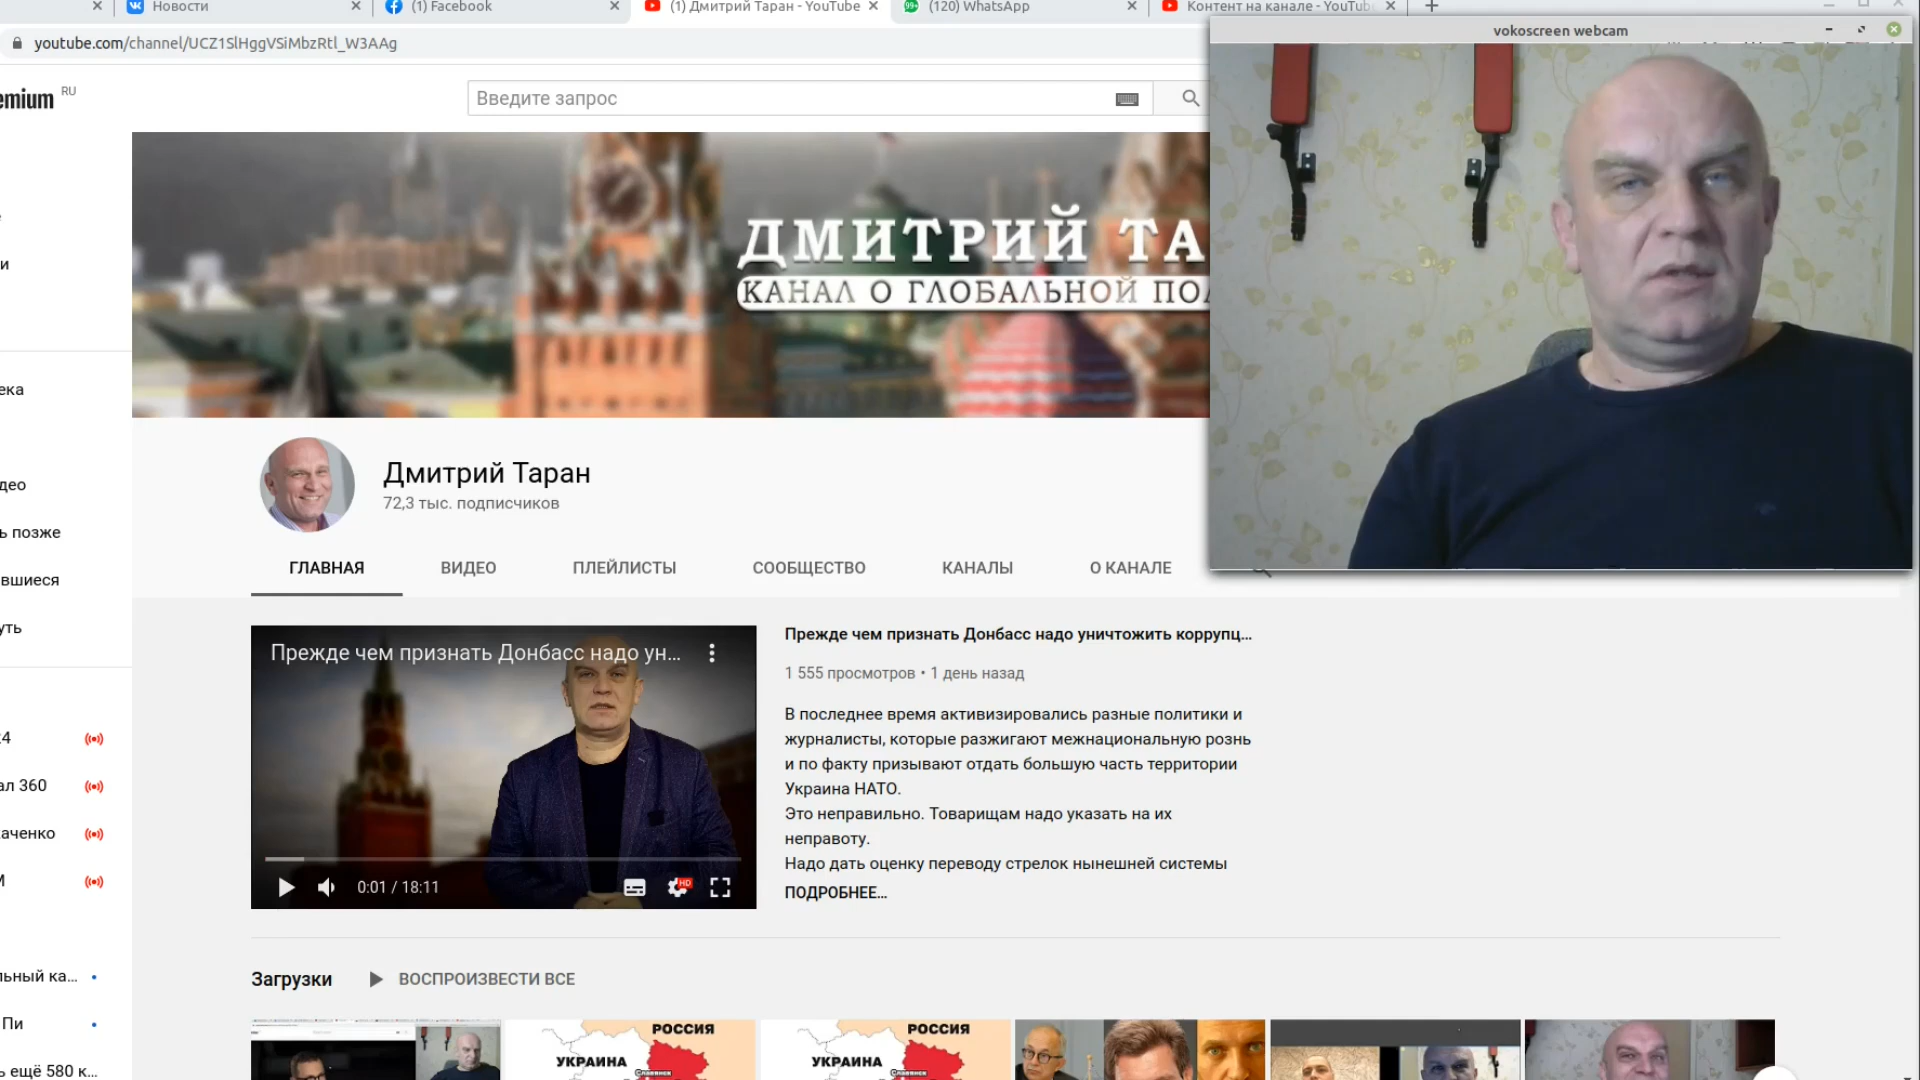 Новости
(1) Facebook
(1) Дмитрий Таран - YouTube
(120) WhatsApp
Контент на канале - YouTub
youtube.com/channel/UCZ1SlHggVSiMbzRtl_W3AAg
vokoscreen webcam
emium RU
Введите запрос
и
ДМИТРИЙ ТА
КАНАЛ О ГЛОБАЛЬНОЙ ПОЛ
ека
Дмитрий Таран
72,3 тыс. подписчиков
део
ь позже
вшиеся
уть
ГЛАВНАЯ
ВИДЕО
ПЛЕЙЛИСТЫ
СООБЩЕСТВО
КАНАЛЫ
О КАНАЛЕ
Прежде чем признать Донбасс надо ун...
0:01 / 18:11
HD
Прежде чем признать Донбасс надо уничтожить коррупц...
1 555 просмотров • 1 день назад
В последнее время активизировались разные политики и
журналисты, которые разжигают межнациональную рознь
и по факту призывают отдать большую часть территории
Украина НАТО.
Это неправильно. Товарищам надо указать на их
неправоту.
Надо дать оценку переводу стрелок нынешней системы
ПОДРОБНЕЕ...
4
ал 360
аченко
М
льный ка...
Пи
ь ещё 580 к...
Загрузки
ВОСПРОИЗВЕСТИ ВСЕ
РОССИЯ
УКРАИНА
Славянск
РОССИЯ
УКРАИНА
Славянск